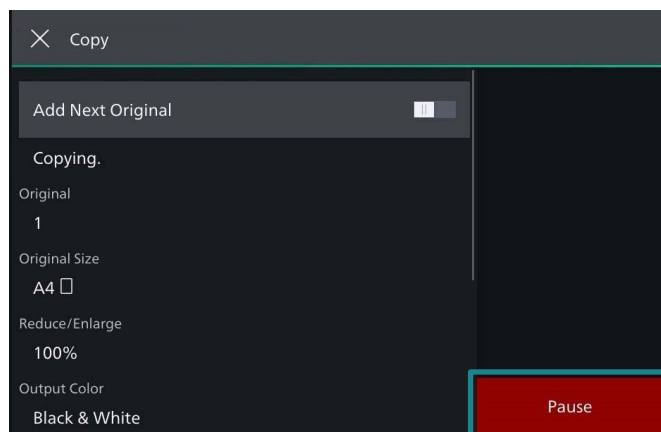 Copy
Add Next Original
Copying.
Original
1
Original Size
A4
Reduce/Enlarge
100%
Output Color
Black & White
Pause